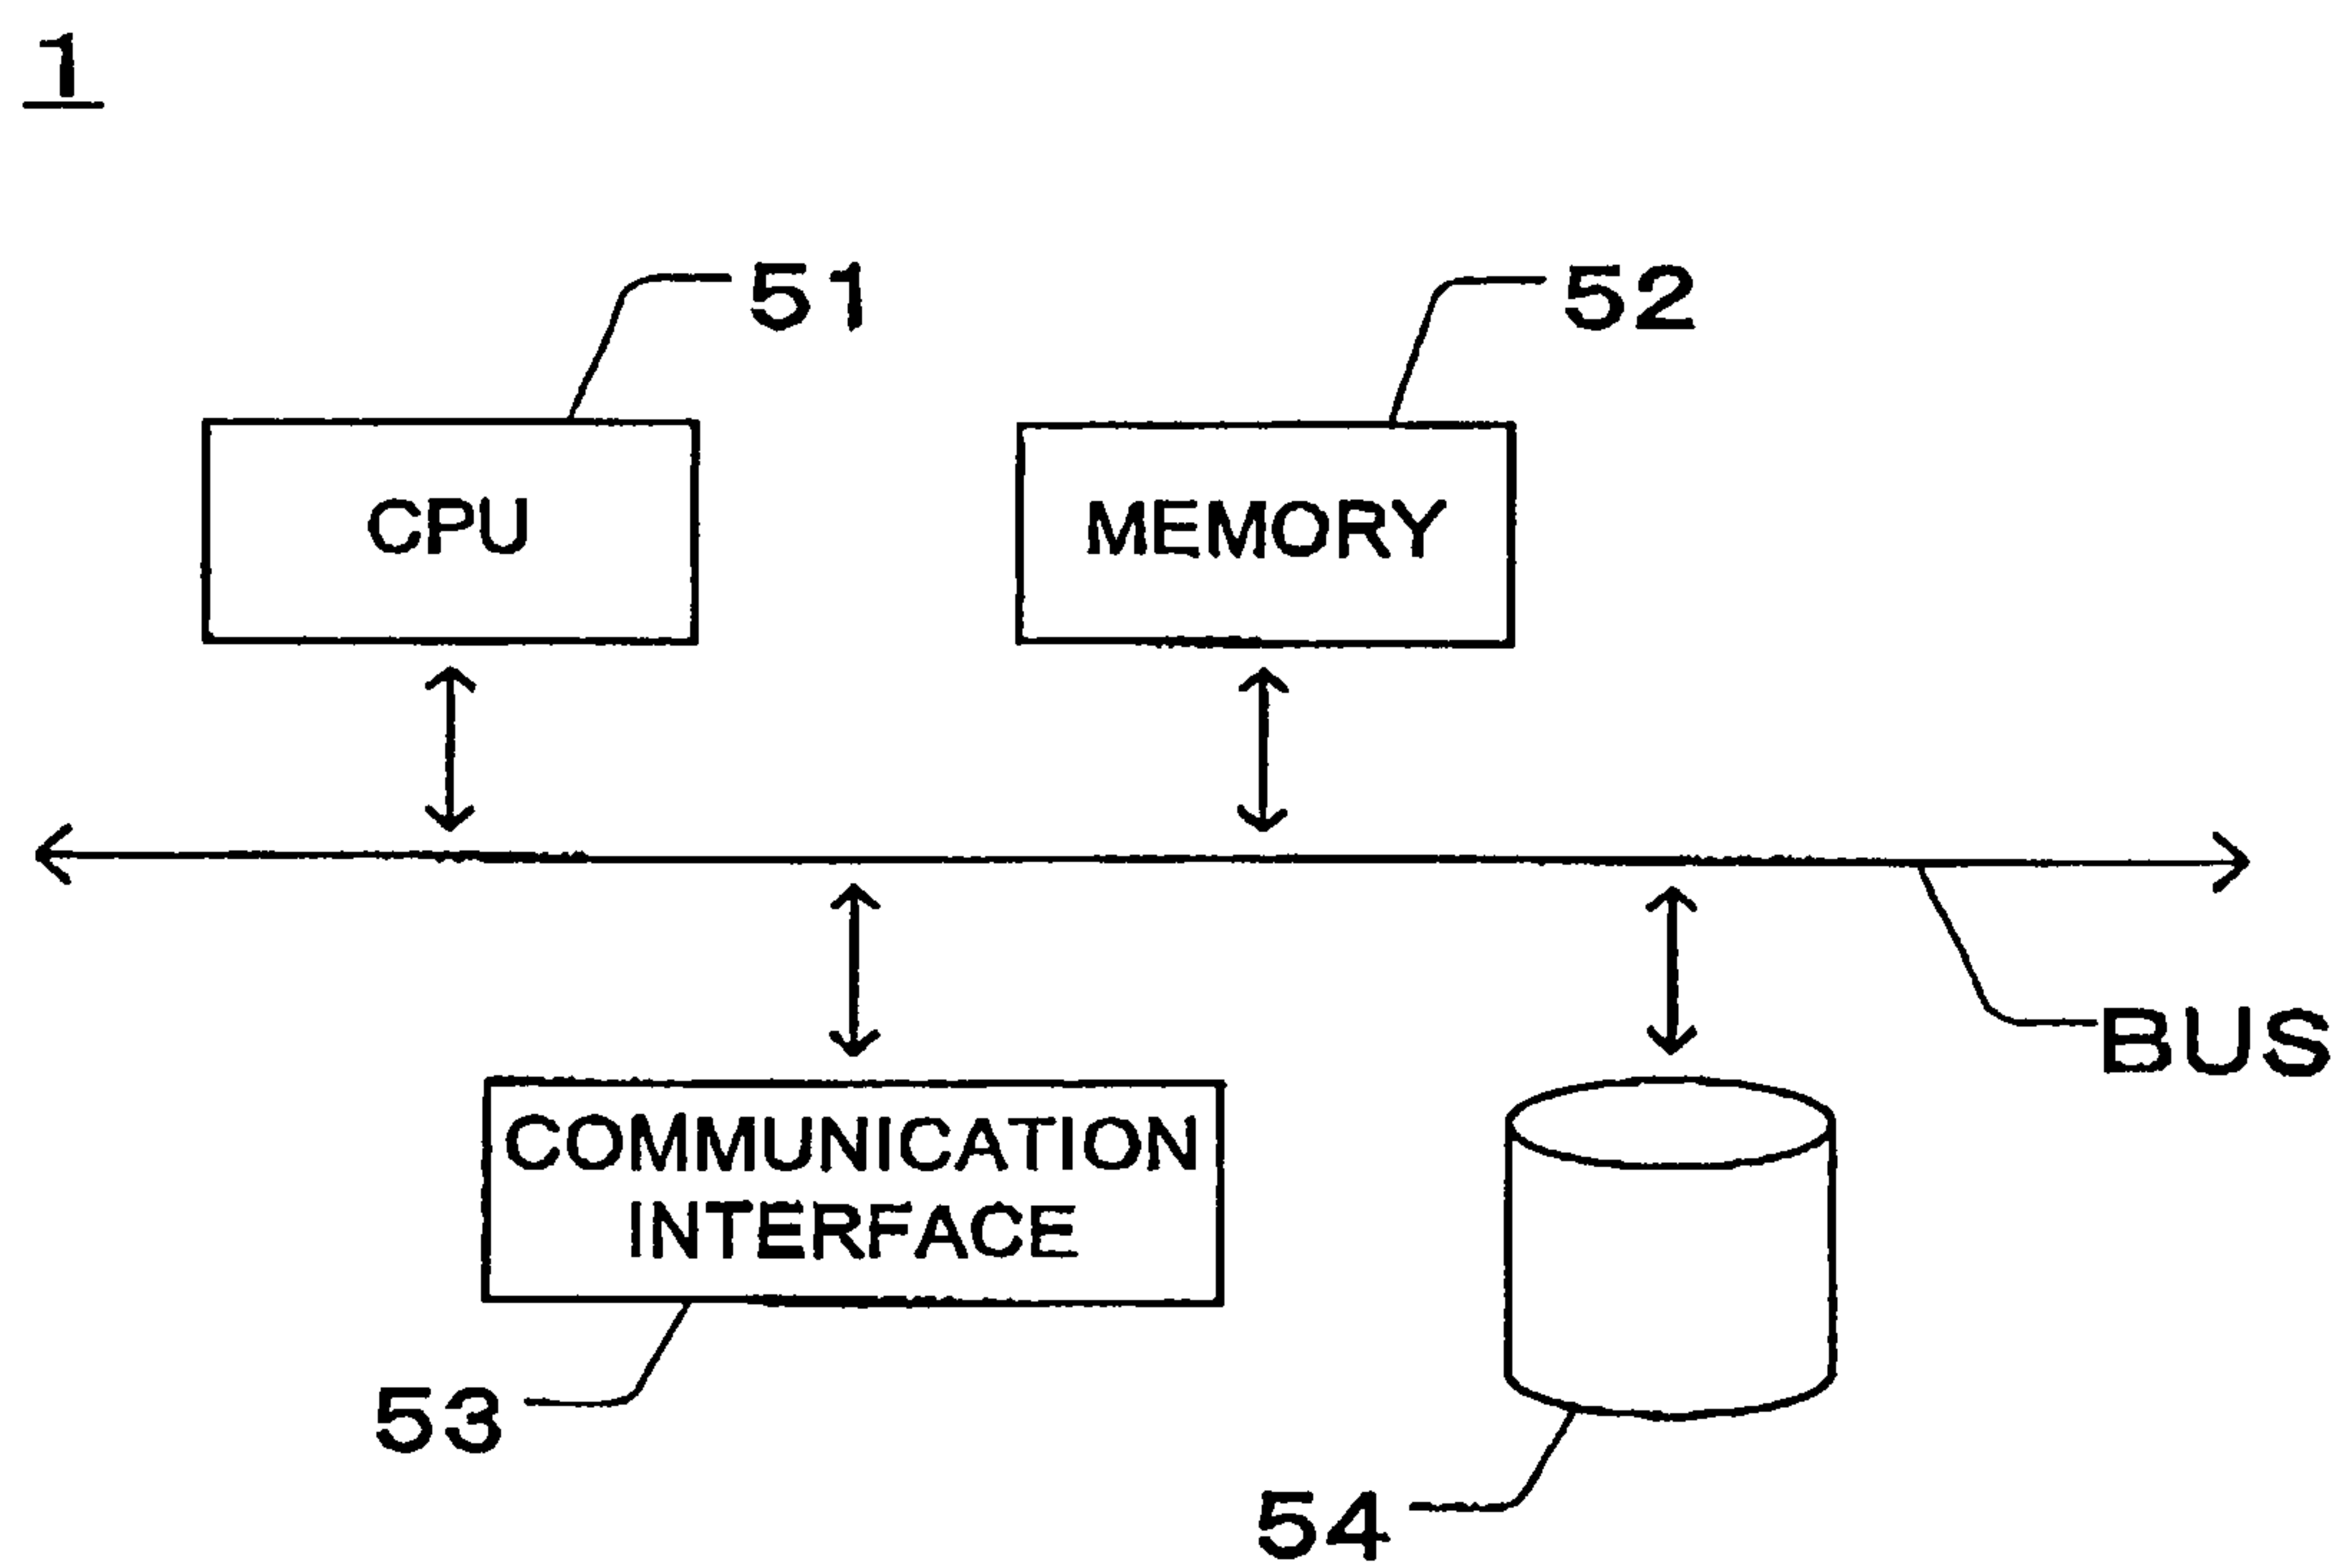 1
51
52
CPU
MEMORY
BUS
COMMUNICATION
INTERFACE
53
54